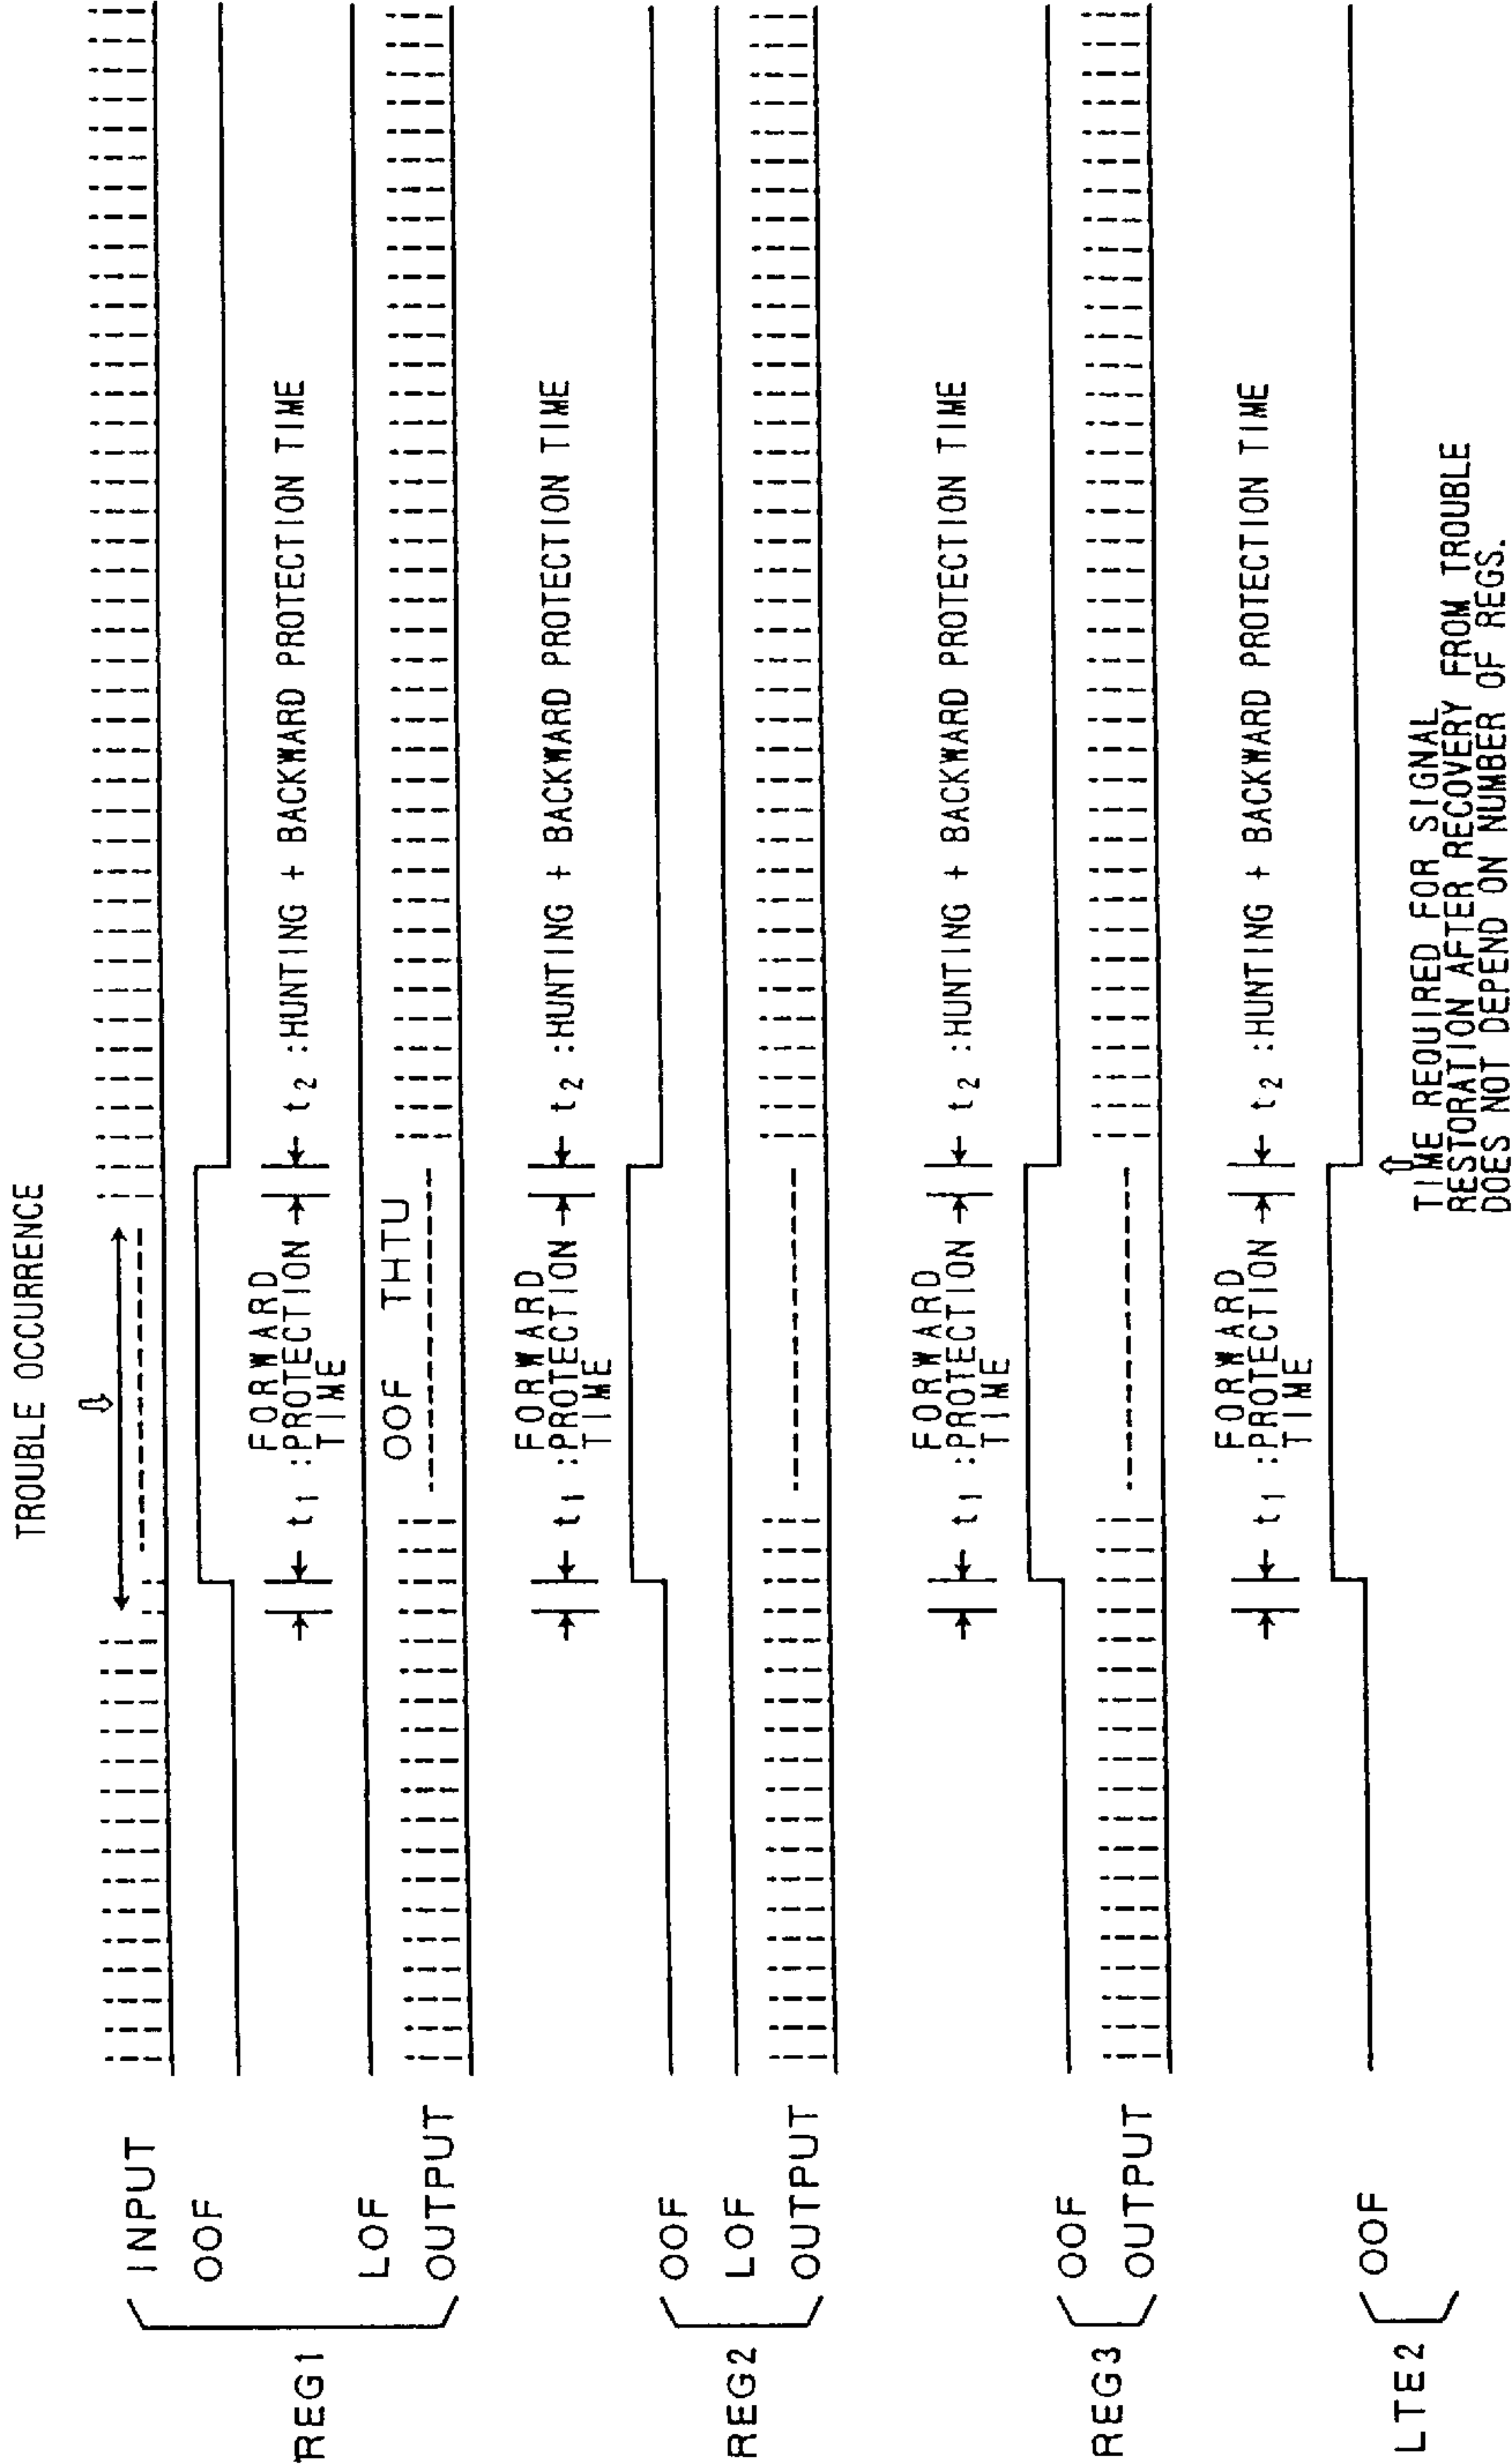 TROUBLE OCCURRENCE
REG1
INPUT
OOF
t1 :FORWARD
PROTECTION
TIME
t2 :HUNTING + BACKWARD PROTECTION TIME
LOF
OOF THTU
OUTPUT
REG2
OOF
t1 :FORWARD
PROTECTION
TIME
t2 :HUNTING + BACKWARD PROTECTION TIME
LOF
OUTPUT
REG3
t1 :FORWARD
PROTECTION
TIME
t2 :HUNTING + BACKWARD PROTECTION TIME
OOF
OUTPUT
LTE2
t1 :FORWARD
PROTECTION
TIME
t2 :HUNTING + BACKWARD PROTECTION TIME
OOF
TIME REQUIRED FOR SIGNAL
RESTORATION AFTER RECOVERY FROM TROUBLE
DOES NOT DEPEND ON NUMBER OF REGS.